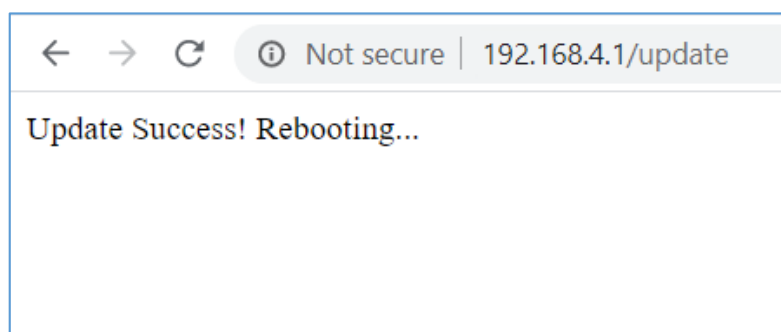 Not secure | 192.168.4.1/update
Update Success! Rebooting...